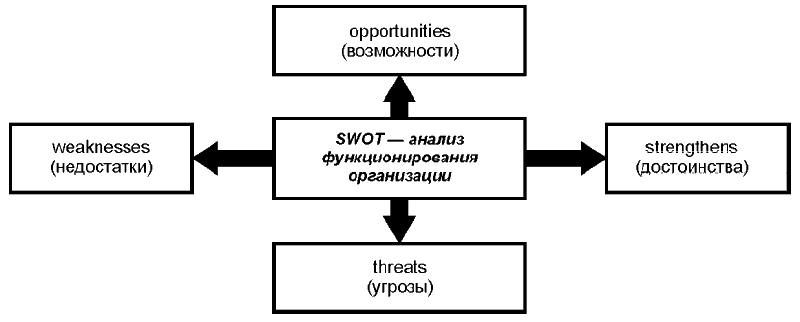 opportunities
(возможности)
weaknesses
(недостатки)
SWOT — анализ
функционирования
организации
strengthens
(достоинства)
threats
(угрозы)